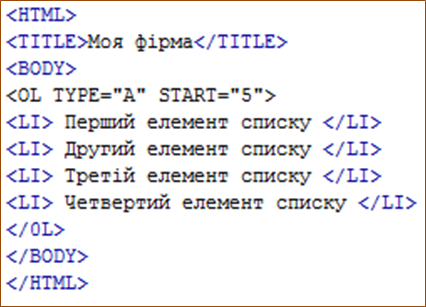 <HTML>
<TITLE>Моя фірма</TITLE>
<BODY>
<OL TYPE="A" START="5">
<LI> Перший елемент списку </LI>
<LI> Другий елемент списку </LI>
<LI> Третій елемент списку </LI>
<LI> Четвертий елемент списку </LI>
</0L>
</BODY>
</HTML>